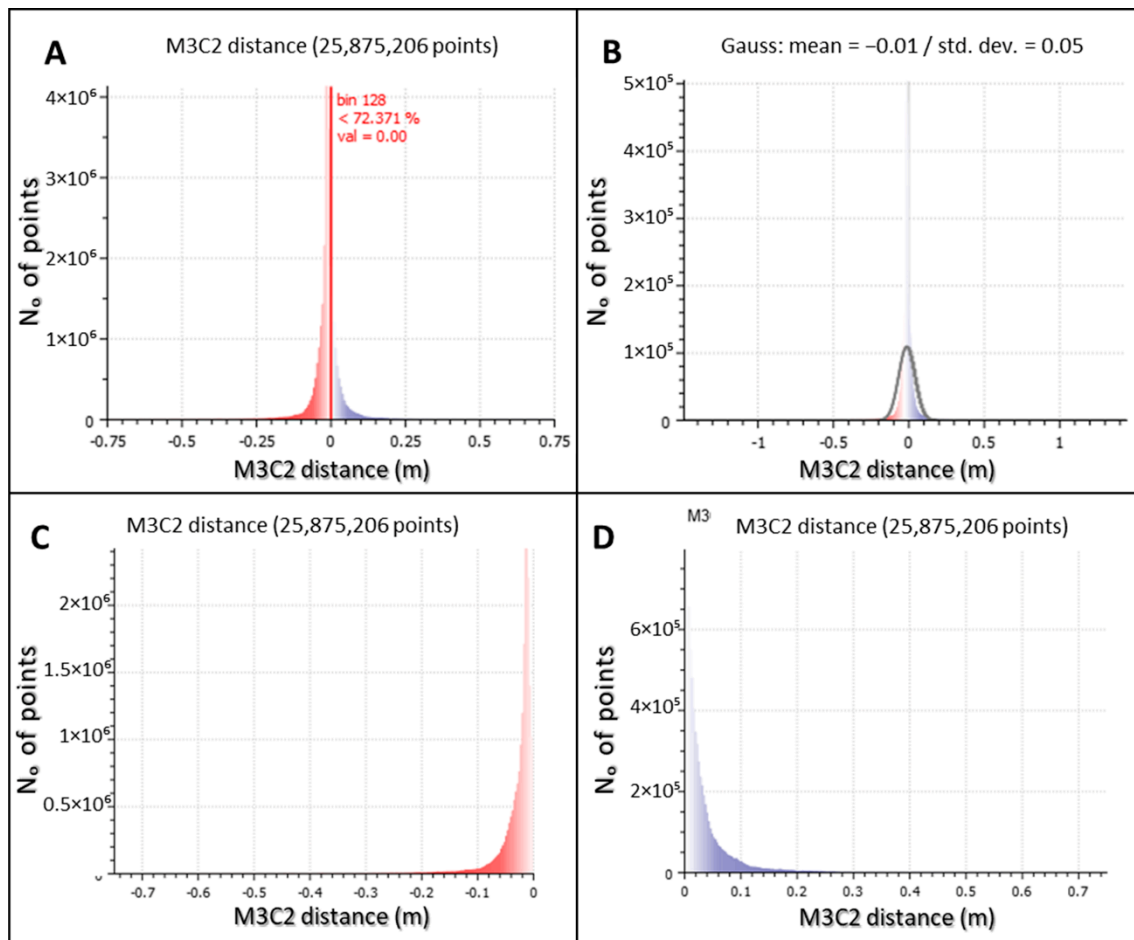 A
M3C2 distance (25,875,206 points)
4×10⁶
3×10⁶
2×10⁶
1×10⁶
0
bin 128
< 72.371 %
val = 0.00
-0.75
-0.5
-0.25
0
0.25
0.5
0.75
Nₒ of points
M3C2 distance (m)
B
Gauss: mean = −0.01 / std. dev. = 0.05
5×10⁵
4×10⁵
3×10⁵
2×10⁵
1×10⁵
0
-1
-0.5
0
0.5
1
Nₒ of points
M3C2 distance (m)
C
M3C2 distance (25,875,206 points)
2×10⁶
1.5×10⁶
1×10⁶
0.5×10⁶
-0.7
-0.6
-0.5
-0.4
-0.3
-0.2
-0.1
0
Nₒ of points
M3C2 distance (m)
D
M3
M3C2 distance (25,875,206 points)
6×10⁵
4×10⁵
2×10⁵
0
0
0.1
0.2
0.3
0.4
0.5
0.6
0.7
Nₒ of points
M3C2 distance (m)